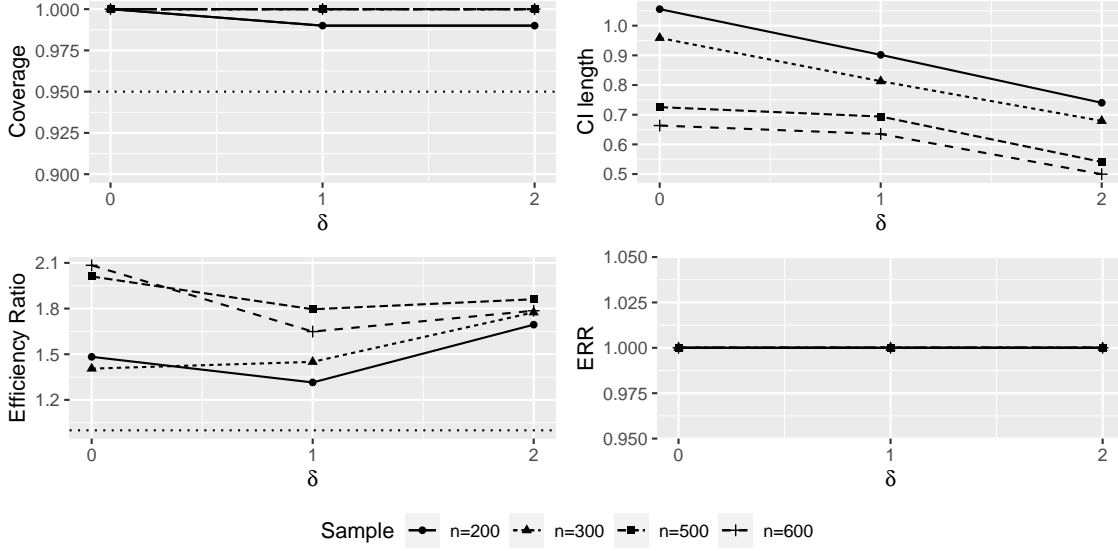 Coverage
1.000
0.975
0.950
0.925
0.900
0 1 2
δ
CI length
1.0
0.9
0.8
0.7
0.6
0.5
0 1 2
δ
Efficiency Ratio
2.1
1.8
1.5
1.2
0 1 2
δ
ERR
1.050
1.025
1.000
0.975
0.950
0 1 2
δ
Sample n=200 n=300 n=500 n=600